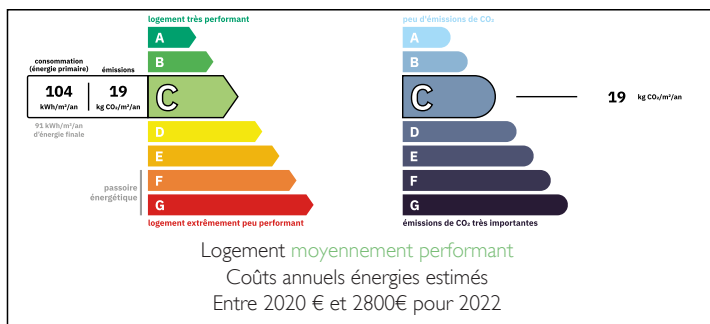 logement très performant
A
B
consommation
(énergie primaire)
émissions
104
kWh/m²/an
19
kg CO₂/m²/an
C
91 kWh/m²/an
d'énergie finale
D
E
passoire
énergétique
F
G
logement extrêmement peu performant
peu d'émissions de CO₂
A
B
C
19 kg CO₂/m²/an
D
E
F
G
émissions de CO₂ très importantes
Logement moyennement performant
Coûts annuels énergies estimés
Entre 2020 € et 2800€ pour 2022